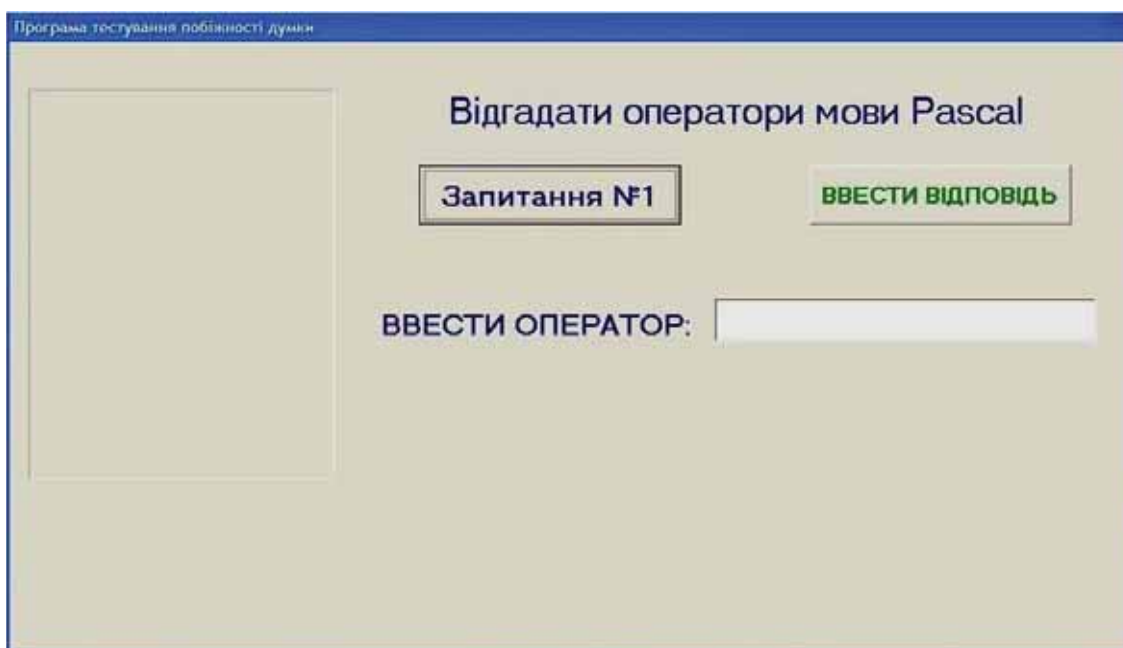 Програма тестування побіжності думки
Відгадати оператори мови Pascal
Запитання №1
ВВЕСТИ ВІДПОВІДЬ
ВВЕСТИ ОПЕРАТОР: